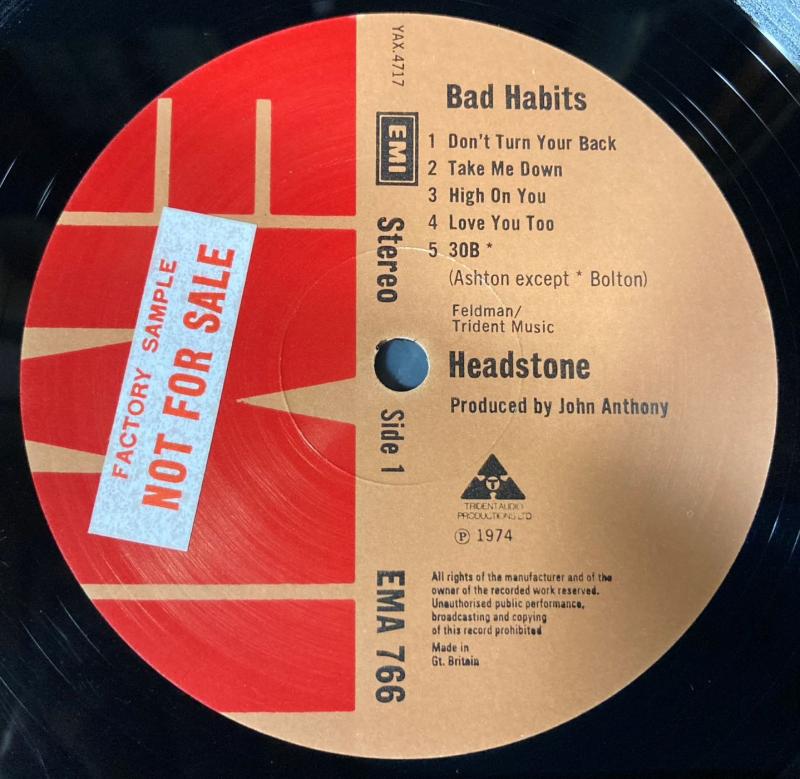 YAX.4717
EMI
Stereo
Side 1
EMA 766
Bad Habits
1 Don't Turn Your Back
2 Take Me Down
3 High On You
4 Love You Too
5 30B *
(Ashton except * Bolton)
Feldman/
Trident Music
Headstone
Produced by John Anthony
T
TRIDENT AUDIO
PRODUCTIONS LTD
℗ 1974
All rights of the manufacturer and of the
owner of the recorded work reserved.
Unauthorised public performance,
broadcasting and copying
of this record prohibited
Made in
Gt. Britain
FACTORY SAMPLE
NOT FOR SALE